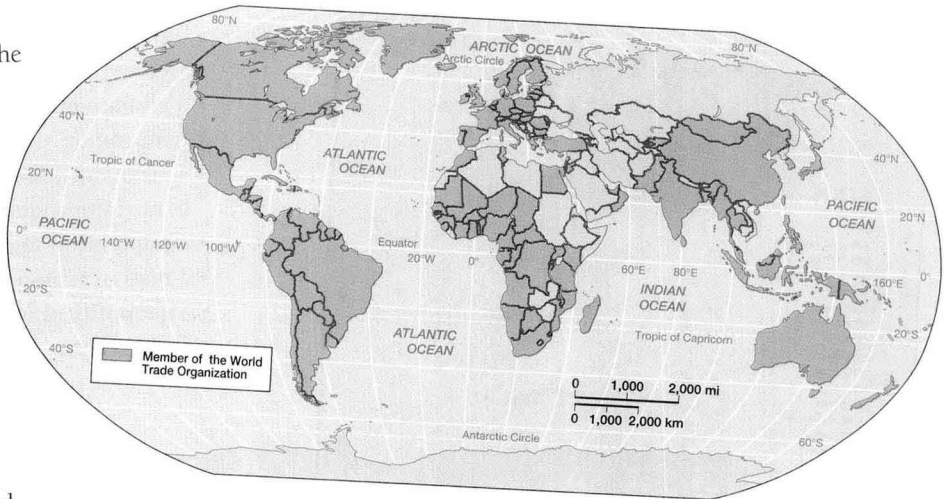 he
80°N
80°N
ARCTIC OCEAN
Arctic Circle
40°N
40°N
ATLANTIC
OCEAN
Tropic of Cancer
20°N
20°N
PACIFIC
OCEAN
PACIFIC
OCEAN
0°
140°W 120°W 100°W
Equator
20°W
0°
60°E 80°E
160°E
0°
INDIAN
OCEAN
20°S
20°S
Tropic of Capricorn
ATLANTIC
OCEAN
40°S
Member of the World
Trade Organization
0 1,000 2,000 mi
0 1,000 2,000 km
Antarctic Circle
60°S